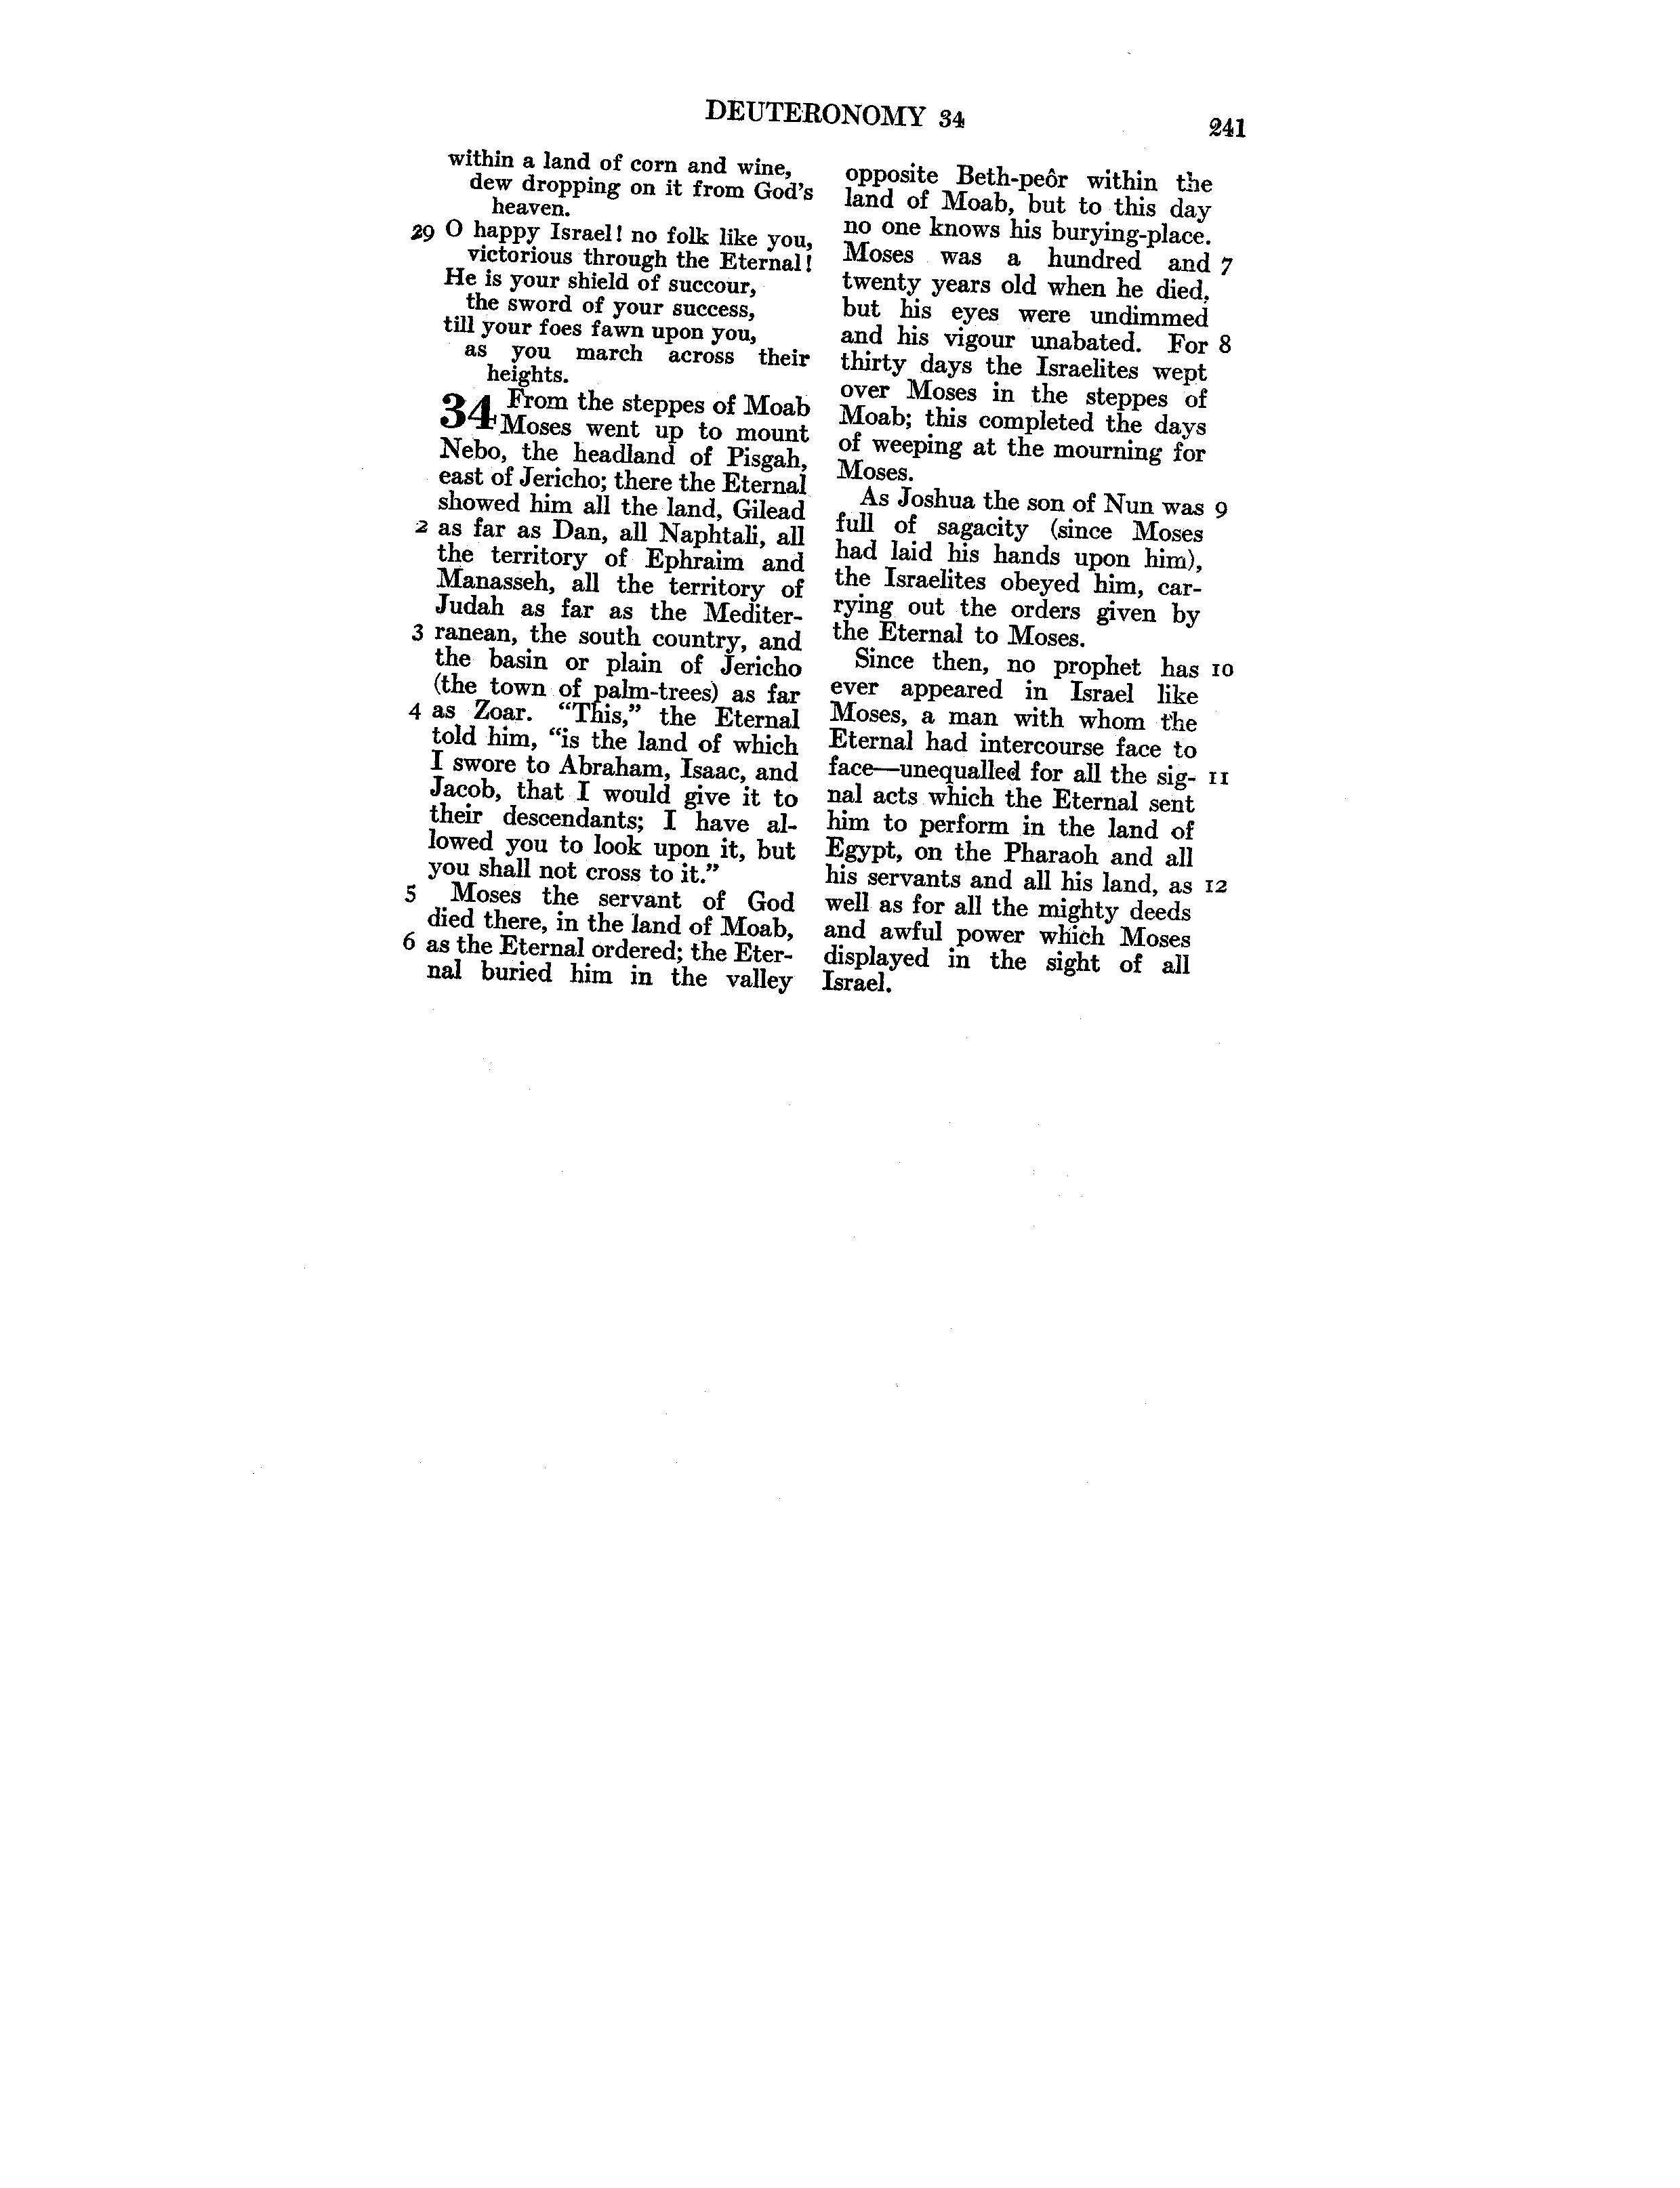 DEUTERONOMY 34
241
within a land of corn and wine,
dew dropping on it from God's
heaven.
29 O happy Israel! no folk like you,
victorious through the Eternal!
He is your shield of succour,
the sword of your success,
till your foes fawn upon you,
as you march across their
heights.
34 From the steppes of Moab
Moses went up to mount
Nebo, the headland of Pisgah,
east of Jericho; there the Eternal
showed him all the land, Gilead
2 as far as Dan, all Naphtali, all
the territory of Ephraim and
Manasseh, all the territory of
Judah as far as the Mediter-
3 ranean, the south country, and
the basin or plain of Jericho
(the town of palm-trees) as far
4 as Zoar. “This,” the Eternal
told him, “is the land of which
I swore to Abraham, Isaac, and
Jacob, that I would give it to
their descendants; I have al-
lowed you to look upon it, but
you shall not cross to it.”
5 Moses the servant of God
died there, in the land of Moab,
6 as the Eternal ordered; the Eter-
nal buried him in the valley
opposite Beth-peôr within the
land of Moab, but to this day
no one knows his burying-place.
Moses was a hundred and 7
twenty years old when he died,
but his eyes were undimmed
and his vigour unabated. For 8
thirty days the Israelites wept
over Moses in the steppes of
Moab; this completed the days
of weeping at the mourning for
Moses.
As Joshua the son of Nun was 9
full of sagacity (since Moses
had laid his hands upon him),
the Israelites obeyed him, car-
rying out the orders given by
the Eternal to Moses.
Since then, no prophet has 10
ever appeared in Israel like
Moses, a man with whom the
Eternal had intercourse face to
face—unequalled for all the sig- 11
nal acts which the Eternal sent
him to perform in the land of
Egypt, on the Pharaoh and all
his servants and all his land, as 12
well as for all the mighty deeds
and awful power which Moses
displayed in the sight of all
Israel.